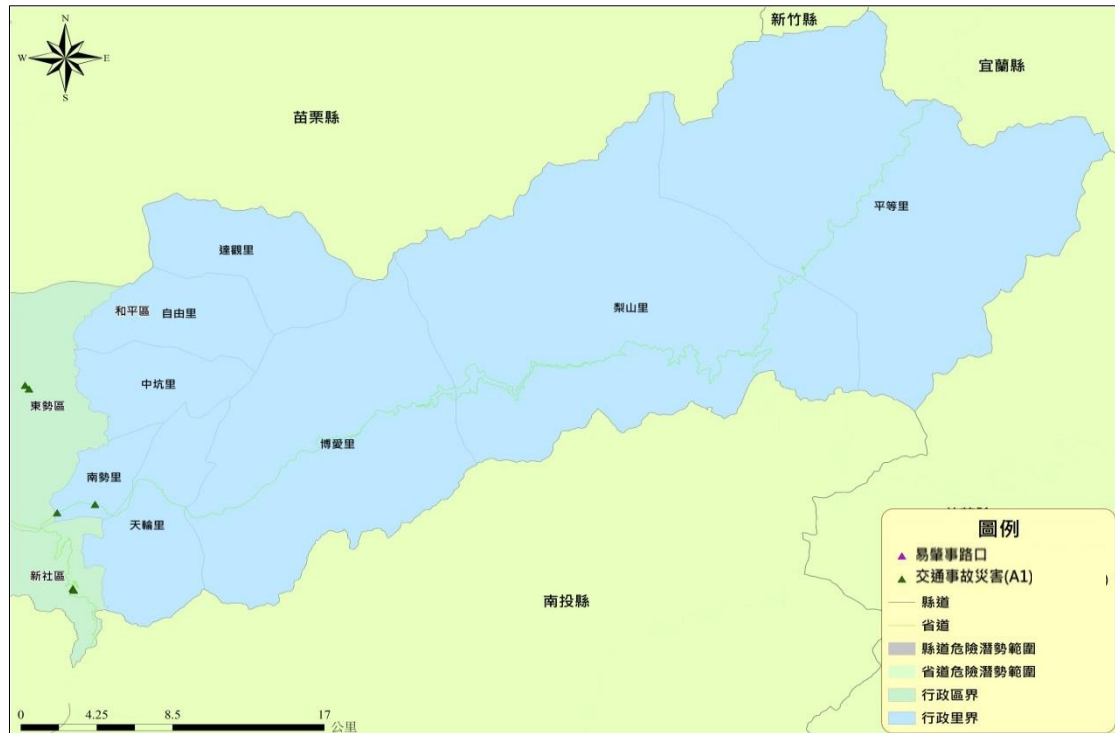 N
W
E
S
新竹縣
宜蘭縣
苗栗縣
平等里
達觀里
和平區
自由里
梨山里
中坑里
東勢區
博愛里
南勢里
天輪里
新社區
南投縣
圖例
易肇事路口
交通事故災害(A1)
縣道
省道
縣道危險潛勢範圍
省道危險潛勢範圍
行政區界
行政里界
0
4.25
8.5
17
公里